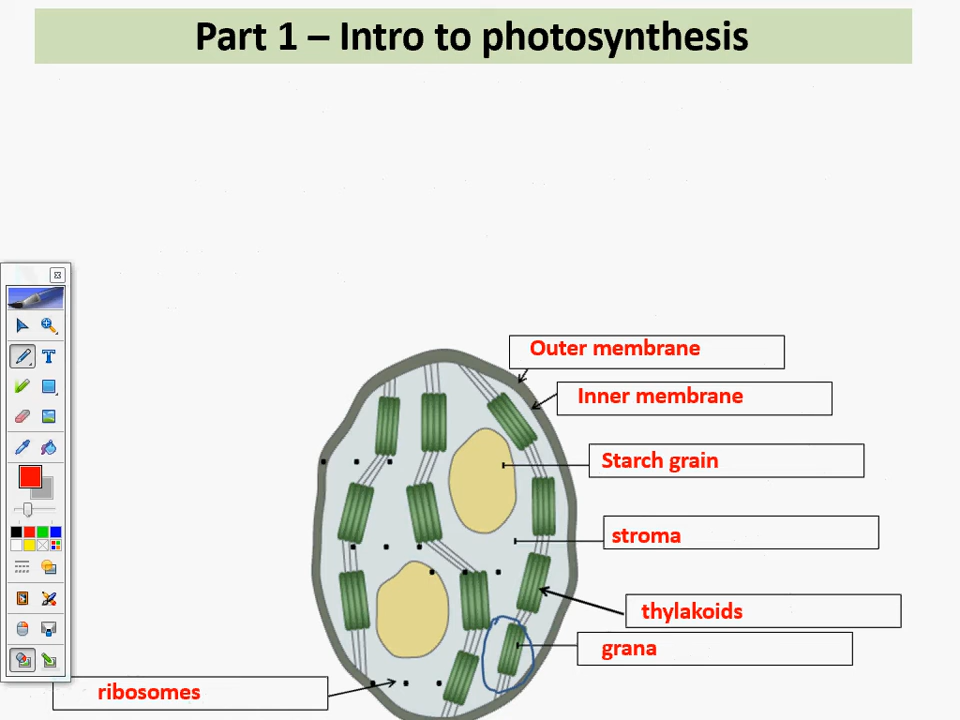 Part 1 – Intro to photosynthesis
Outer membrane
Inner membrane
Starch grain
stroma
thylakoids
grana
ribosomes